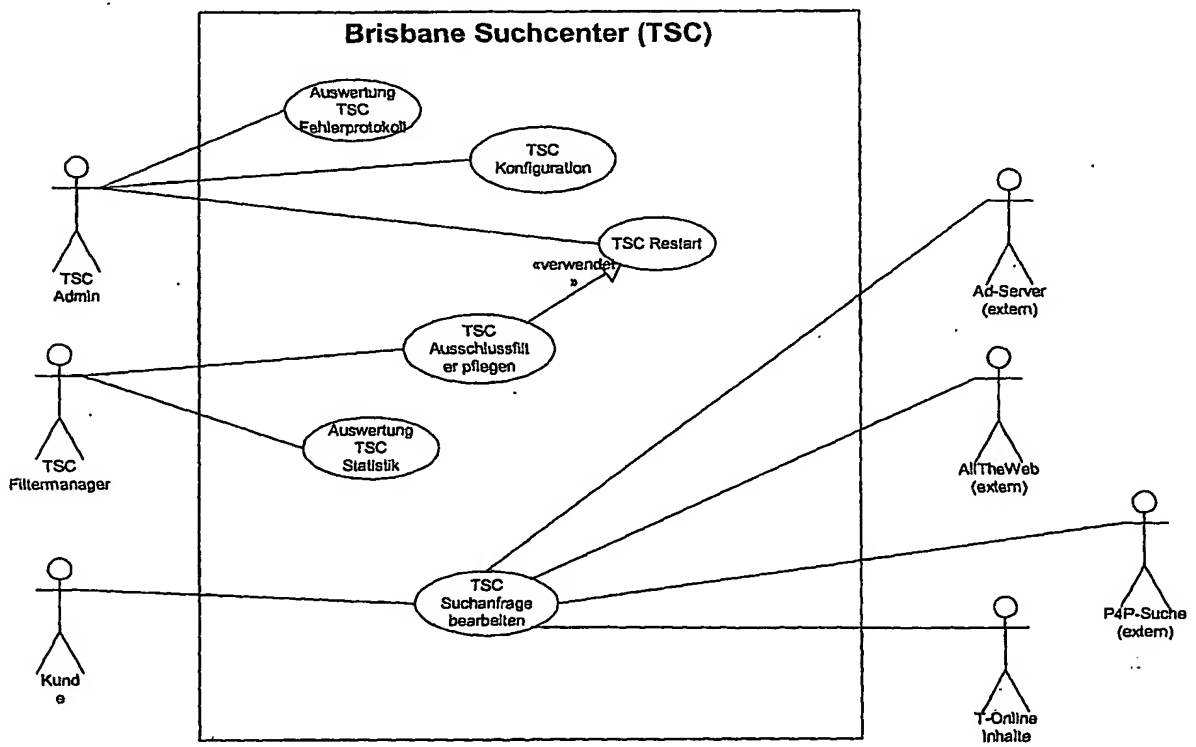 Brisbane Suchcenter (TSC)
Auswertung
TSC
Fehlerprotokoll
TSC
Konfiguration
TSC Restart
«verwendet
»
TSC
Admin
Ad-Server
(extern)
TSC
Ausschlussfilt
er pflegen
Auswertung
TSC
Statistik
TSC
Filtermanager
AllTheWeb
(extern)
TSC
Suchanfrage
bearbeiten
P4P-Suche
(extern)
Kund
e
T-Online
Inhalte